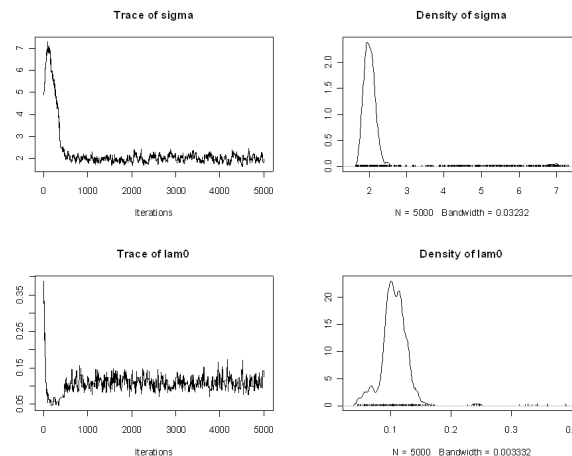 Trace of sigma
7
6
5
4
3
2
0 1000 2000 3000 4000 5000
Iterations
Density of sigma
2.0
1.5
1.0
0.5
0.0
2 3 4 5 6 7
N = 5000 Bandwidth = 0.03232
Trace of lam0
0.35
0.25
0.15
0.05
0 1000 2000 3000 4000 5000
Iterations
Density of lam0
20
15
10
5
0
0.1 0.2 0.3
N = 5000 Bandwidth = 0.003332